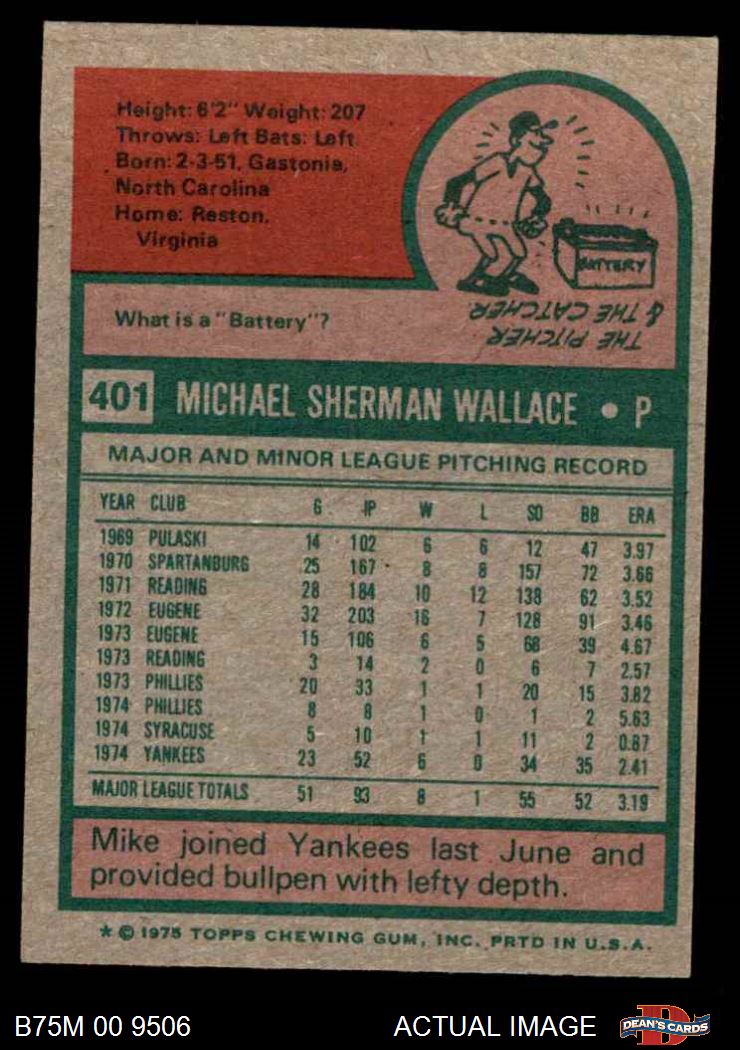 Height: 6'2" Weight: 207
Throws: Left Bats: Left
Born: 2-3-51, Gastonia,
North Carolina
Home: Reston,
Virginia
BATTERY
What is a "Battery"?
THE PITCHER
& THE CATCHER
401 MICHAEL SHERMAN WALLACE • P
MAJOR AND MINOR LEAGUE PITCHING RECORD
YEAR CLUB G IP W L SO BB ERA
1969 PULASKI 14 102 6 6 12 47 3.97
1970 SPARTANBURG 25 167 8 8 157 72 3.66
1971 READING 28 184 10 12 138 62 3.52
1972 EUGENE 32 203 16 7 128 91 3.46
1973 EUGENE 15 106 6 5 68 39 4.67
1973 READING 3 14 2 0 6 7 2.57
1973 PHILLIES 20 33 1 1 20 15 3.82
1974 PHILLIES 8 8 1 0 1 2 5.63
1974 SYRACUSE 5 10 1 1 11 2 0.87
1974 YANKEES 23 52 6 0 34 35 2.41
MAJOR LEAGUE TOTALS 51 93 8 1 55 52 3.19
Mike joined Yankees last June and
provided bullpen with lefty depth.
* © 1975 TOPPS CHEWING GUM, INC. PRTD IN U.S.A.
B75M 00 9506 ACTUAL IMAGE D DEAN'S CARDS